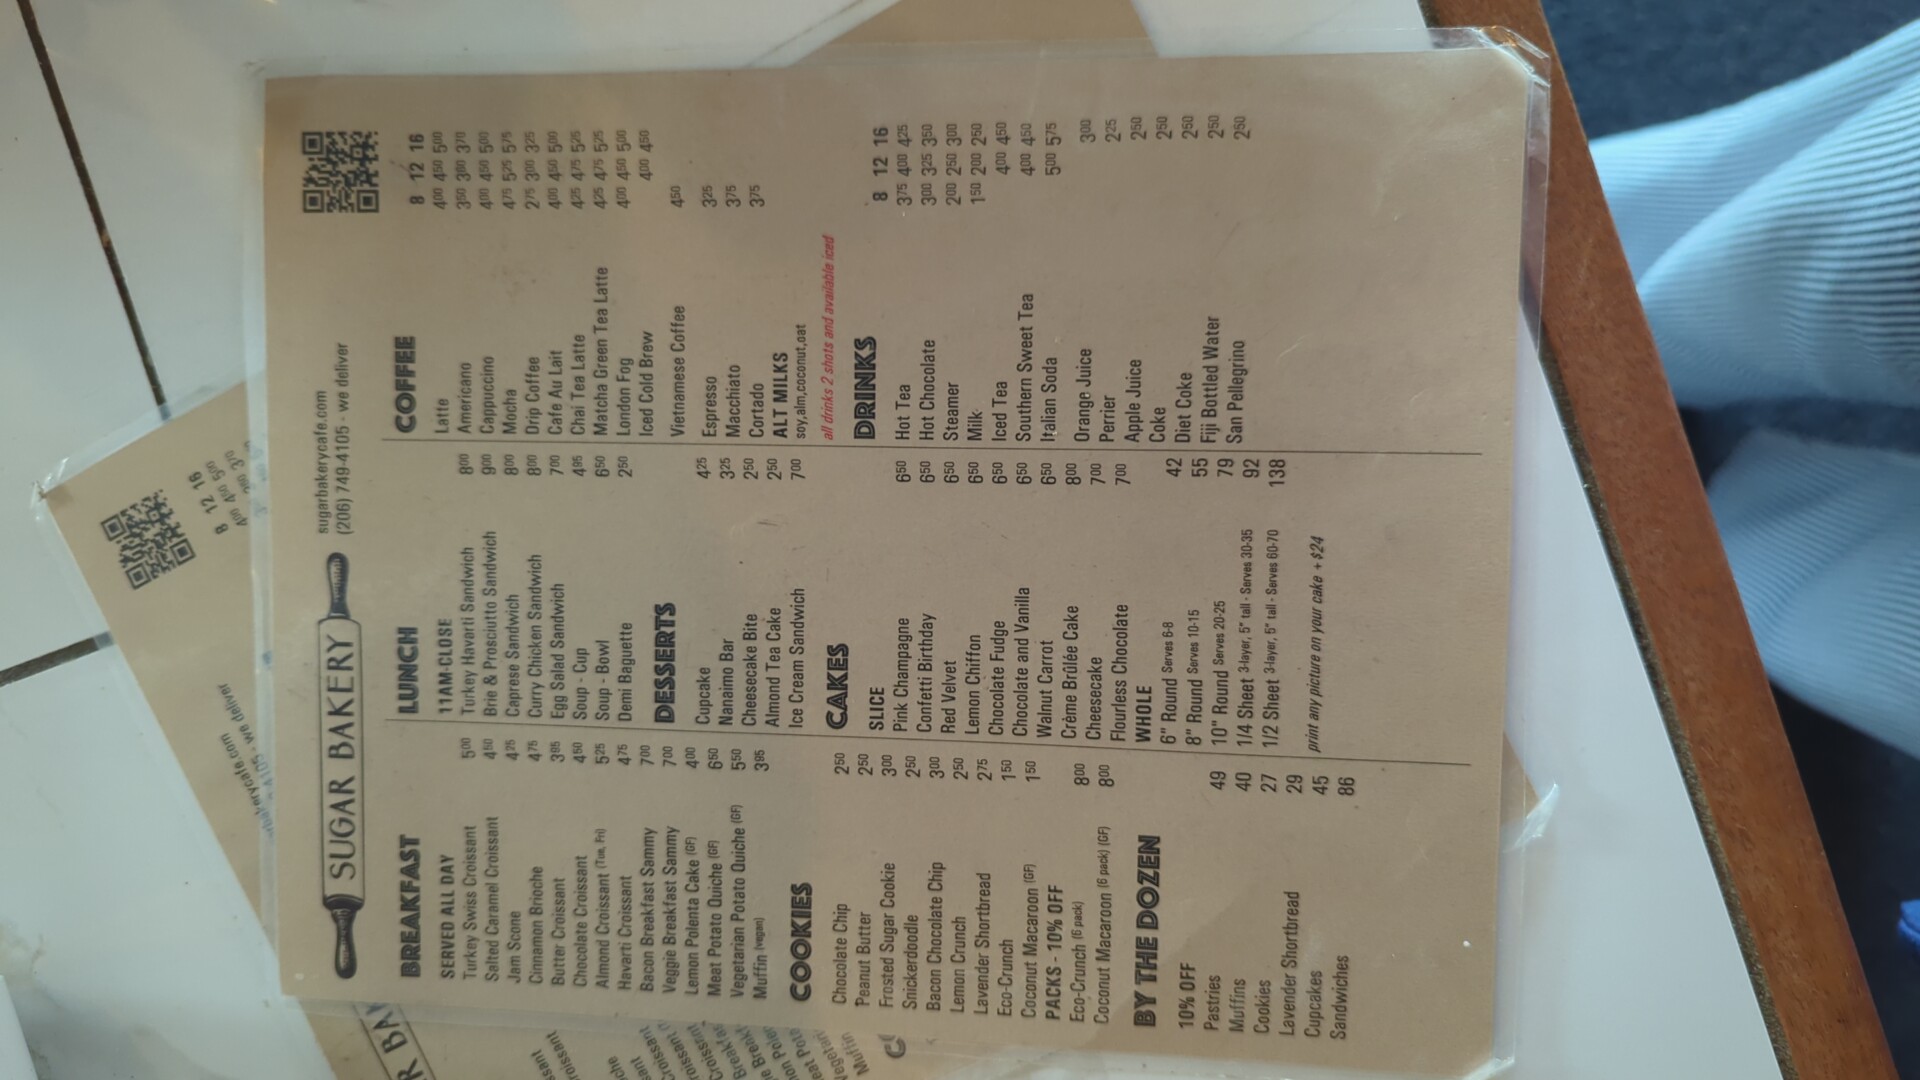 SUGAR BAKERY
sugarbakerycafe.com
(206) 749-4105 - we deliver
BREAKFAST
SERVED ALL DAY
Turkey Swiss Croissant 500
Salted Caramel Croissant 450
Jam Scone 425
Cinnamon Brioche 475
Butter Croissant 395
Chocolate Croissant 450
Almond Croissant (Tue, Fri) 525
Havarti Croissant 475
Bacon Breakfast Sammy 700
Veggie Breakfast Sammy 700
Lemon Polenta Cake (GF) 400
Meat Potato Quiche (GF) 650
Vegetarian Potato Quiche (GF) 550
Muffin (vegan) 395
COOKIES
Chocolate Chip 250
Peanut Butter 250
Frosted Sugar Cookie 300
Snickerdoodle 250
Bacon Chocolate Chip 300
Lemon Crunch 250
Lavender Shortbread 275
Eco-Crunch 150
Coconut Macaroon (GF) 150
PACKS - 10% OFF
Eco-Crunch (6 pack) 800
Coconut Macaroon (6 pack) (GF) 800
BY THE DOZEN
10% OFF
Pastries 49
Muffins 40
Cookies 27
Lavender Shortbread 29
Cupcakes 45
Sandwiches 86
LUNCH
11AM-CLOSE
Turkey Havarti Sandwich 800
Brie & Prosciutto Sandwich 900
Caprese Sandwich 800
Curry Chicken Sandwich 800
Egg Salad Sandwich 700
Soup - Cup 495
Soup - Bowl 650
Demi Baguette 250
DESSERTS
Cupcake 425
Nanaimo Bar 325
Cheesecake Bite 250
Almond Tea Cake 250
Ice Cream Sandwich 700
CAKES
SLICE
Pink Champagne 650
Confetti Birthday 650
Red Velvet 650
Lemon Chiffon 650
Chocolate Fudge 650
Chocolate and Vanilla 650
Walnut Carrot 650
Crème Brûlée Cake 800
Cheesecake 700
Flourless Chocolate 700
WHOLE
6" Round Serves 6-8 42
8" Round Serves 10-15 55
10" Round Serves 20-25 79
1/4 Sheet 3-layer, 5" tall - Serves 30-35 92
1/2 Sheet 3-layer, 5" tall - Serves 60-70 138
print any picture on your cake + $24
COFFEE 8 12 16
Latte 400 450 500
Americano 350 370
Cappuccino 400 450 500
Mocha 475 525 575
Drip Coffee 275 300 325
Cafe Au Lait 400 450 500
Chai Tea Latte 425 475 525
Matcha Green Tea Latte 425 475 525
London Fog 400 450 500
Iced Cold Brew 400 450
Vietnamese Coffee 450
Espresso 325
Macchiato 375
Cortado 375
ALT MILKS
soy,alm,coconut,oat
all drinks 2 shots and available iced
DRINKS 8 12 16
Hot Tea 375 400 425
Hot Chocolate 300 325 350
Steamer 200 250 300
Milk 150 200 250
Iced Tea 400 450
Southern Sweet Tea 400 450
Italian Soda 500 575
Orange Juice 300
Perrier 225
Apple Juice 250
Coke 250
Diet Coke 250
Fiji Bottled Water 250
San Pellegrino 250
8 12 16
400 450 500